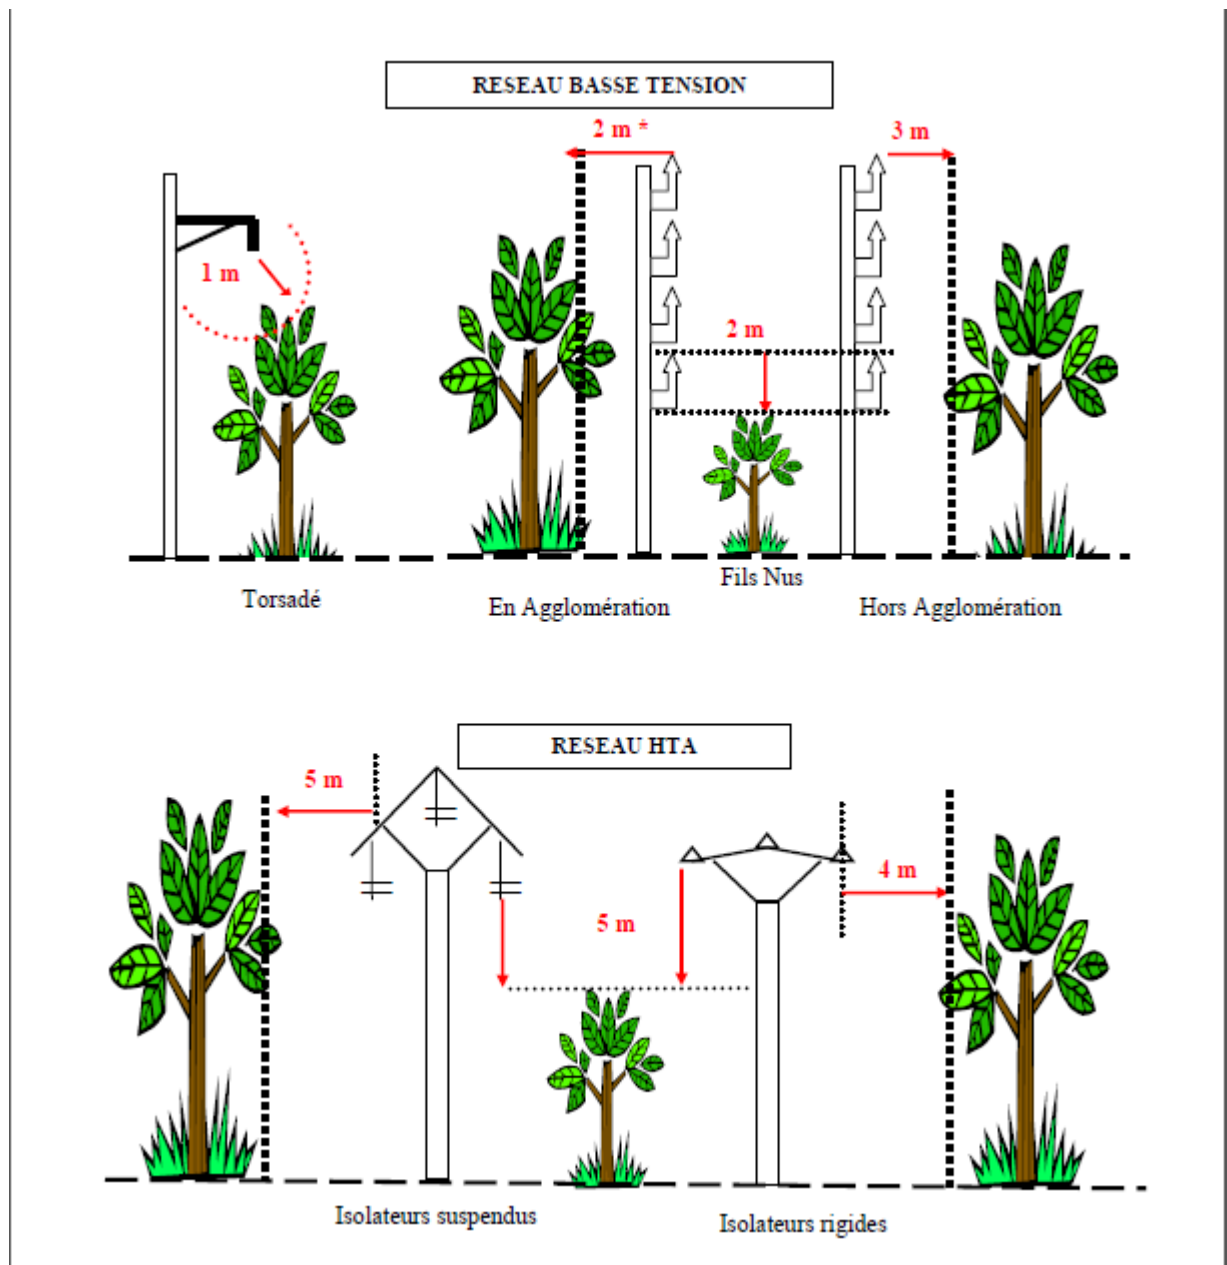 RESEAU BASSE TENSION
2 m *
3 m
1 m
2 m
Fils Nus
Torsadé
En Agglomération
Hors Agglomération
RESEAU HTA
5 m
4 m
5 m
Isolateurs suspendus
Isolateurs rigides